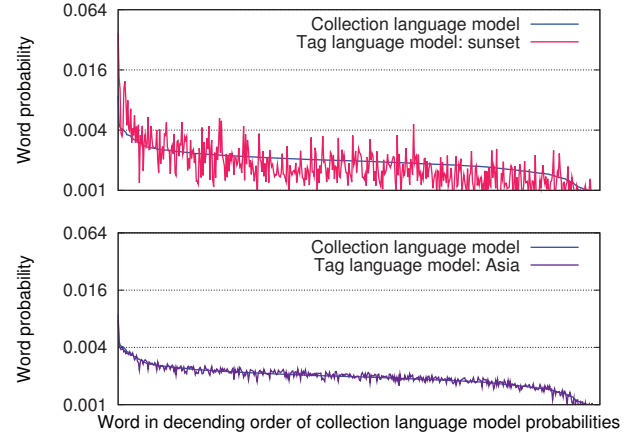 0.064
Collection language model
Tag language model: sunset
0.016
0.004
0.001
Word probability
0.064
Collection language model
Tag language model: Asia
0.016
0.004
0.001
Word probability
Word in decending order of collection language model probabilities